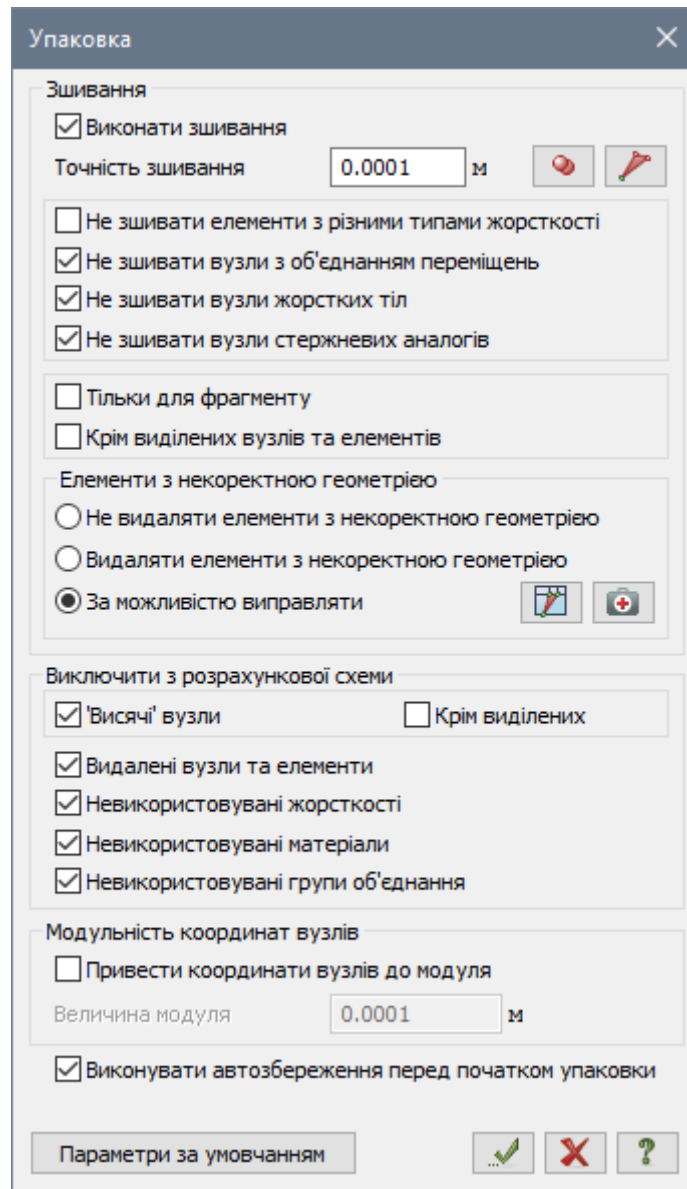 Упаковка
Зшивання
Виконати зшивання
Точність зшивання 0.0001 м
Не зшивати елементи з різними типами жорсткості
Не зшивати вузли з об'єднанням переміщень
Не зшивати вузли жорстких тіл
Не зшивати вузли стержневих аналогів
Тільки для фрагменту
Крім виділених вузлів та елементів
Елементи з некоректною геометрією
Не видаляти елементи з некоректною геометрією
Видаляти елементи з некоректною геометрією
За можливістю виправляти
Виключити з розрахункової схеми
'Висячі' вузли Крім виділених
Видалені вузли та елементи
Невикористовувані жорсткості
Невикористовувані матеріали
Невикористовувані групи об'єднання
Модульність координат вузлів
Привести координати вузлів до модуля
Величина модуля 0.0001 м
Виконувати автозбереження перед початком упаковки
Параметри за умовчанням ?